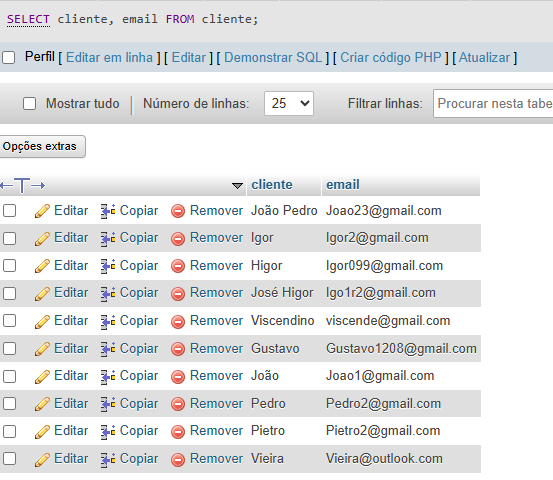 SELECT cliente, email FROM cliente;
Perfil [ Editar em linha ] [ Editar ] [ Demonstrar SQL ] [ Criar código PHP ] [ Atualizar ]
Mostrar tudo Número de linhas: 25 Filtrar linhas: Procurar nesta tabe
Opções extras
cliente email
Editar Copiar Remover João Pedro Joao23@gmail.com
Editar Copiar Remover Igor Igor2@gmail.com
Editar Copiar Remover Higor Igor099@gmail.com
Editar Copiar Remover José Higor Igo1r2@gmail.com
Editar Copiar Remover Viscendino viscende@gmail.com
Editar Copiar Remover Gustavo Gustavo1208@gmail.com
Editar Copiar Remover João Joao1@gmail.com
Editar Copiar Remover Pedro Pedro2@gmail.com
Editar Copiar Remover Pietro Pietro2@gmail.com
Editar Copiar Remover Vieira Vieira@outlook.com